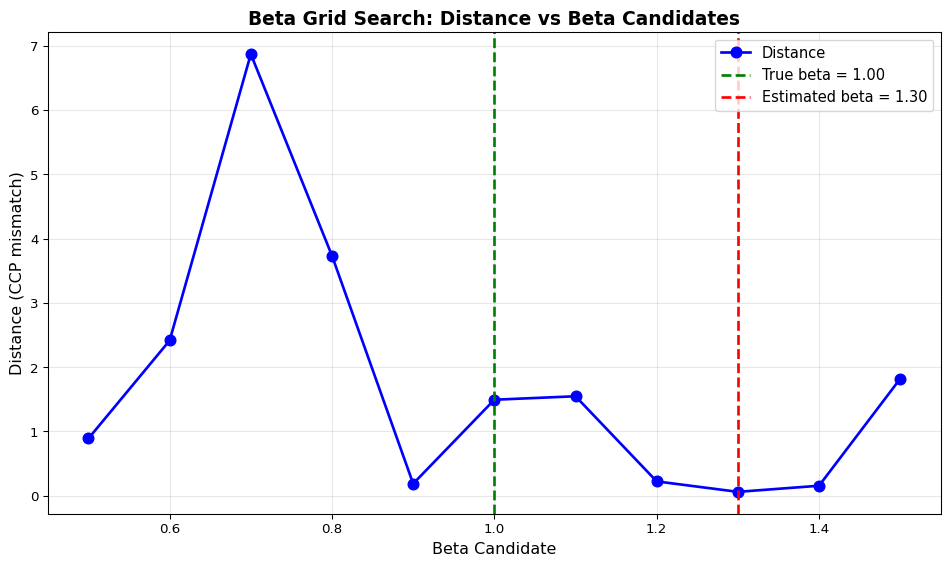 Beta Grid Search: Distance vs Beta Candidates
Distance
True beta = 1.00
Estimated beta = 1.30
Distance (CCP mismatch)
7
6
5
4
3
2
1
0
0.6
0.8
1.0
1.2
1.4
Beta Candidate